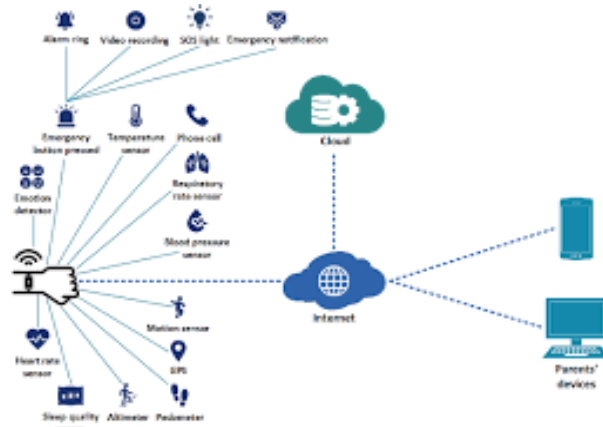 Alarm ring
Video recording
SOS light
Emergency notification
Emergency
button pressed
Temperature
sensor
Phone call
Cloud
Respiratory
rate sensor
Emotion
detector
Blood pressure
sensor
Internet
Motion sensor
Heart rate
sensor
GPS
Parents'
devices
Sleep quality
Altimeter
Pedometer